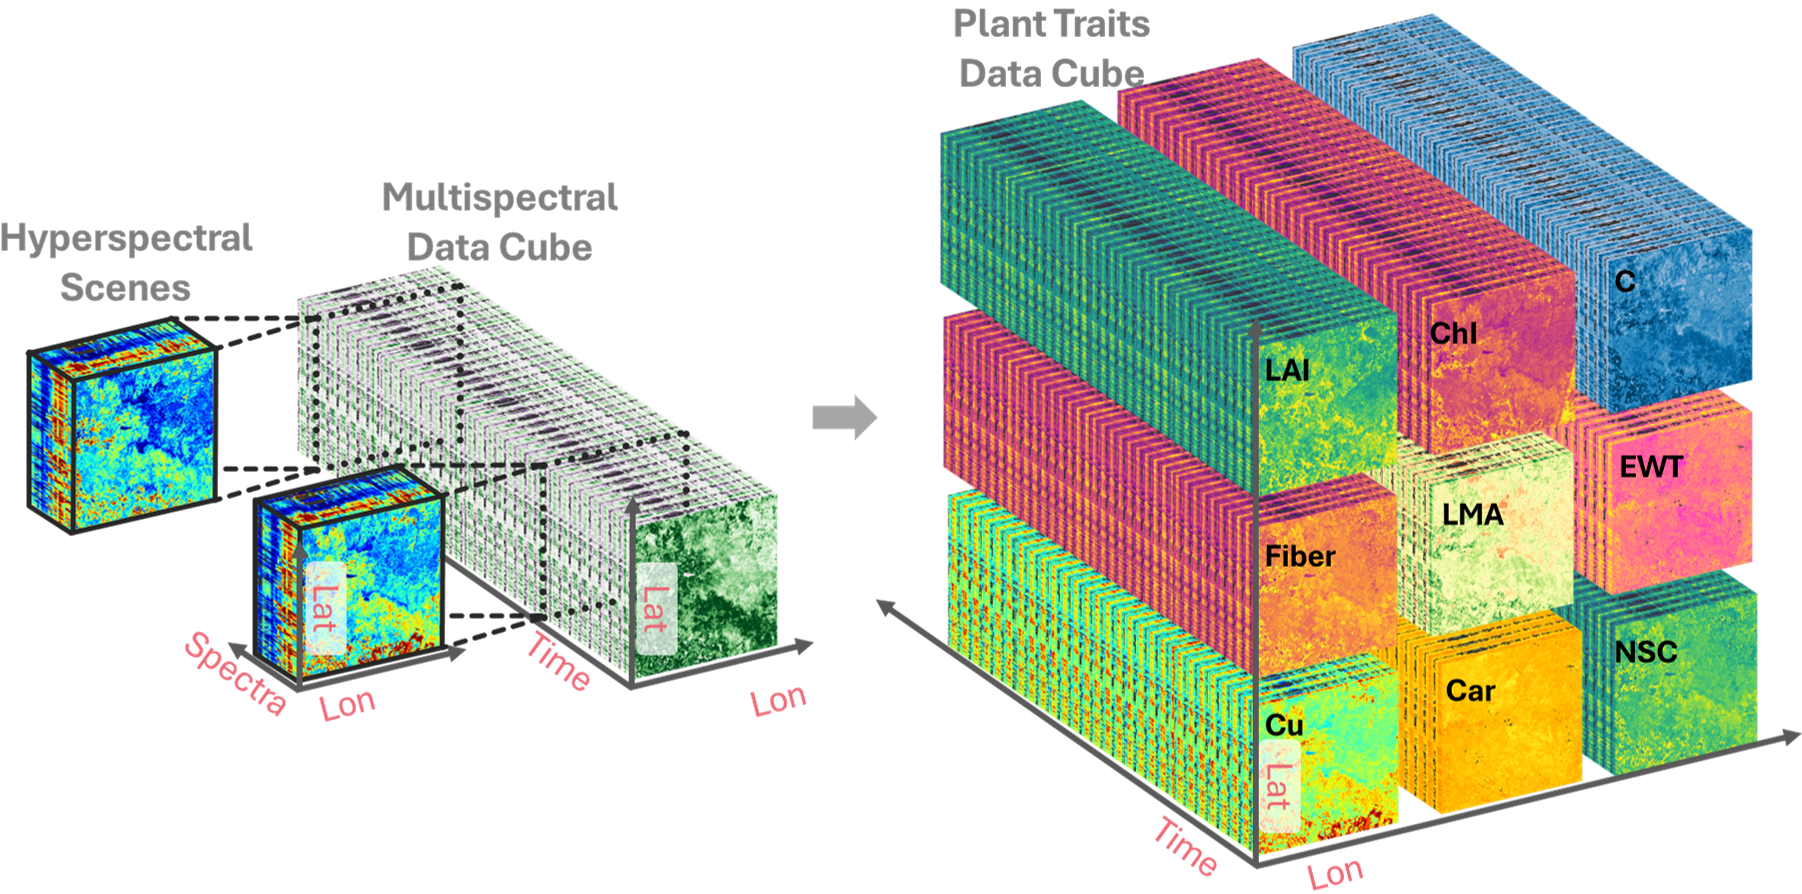 Hyperspectral
Scenes
Multispectral
Data Cube
Plant Traits
Data Cube
Lat
Spectra
Lon
Lat
Time
Lon
LAI
Chl
C
Fiber
LMA
EWT
Cu
Car
NSC
Lat
Time
Lon